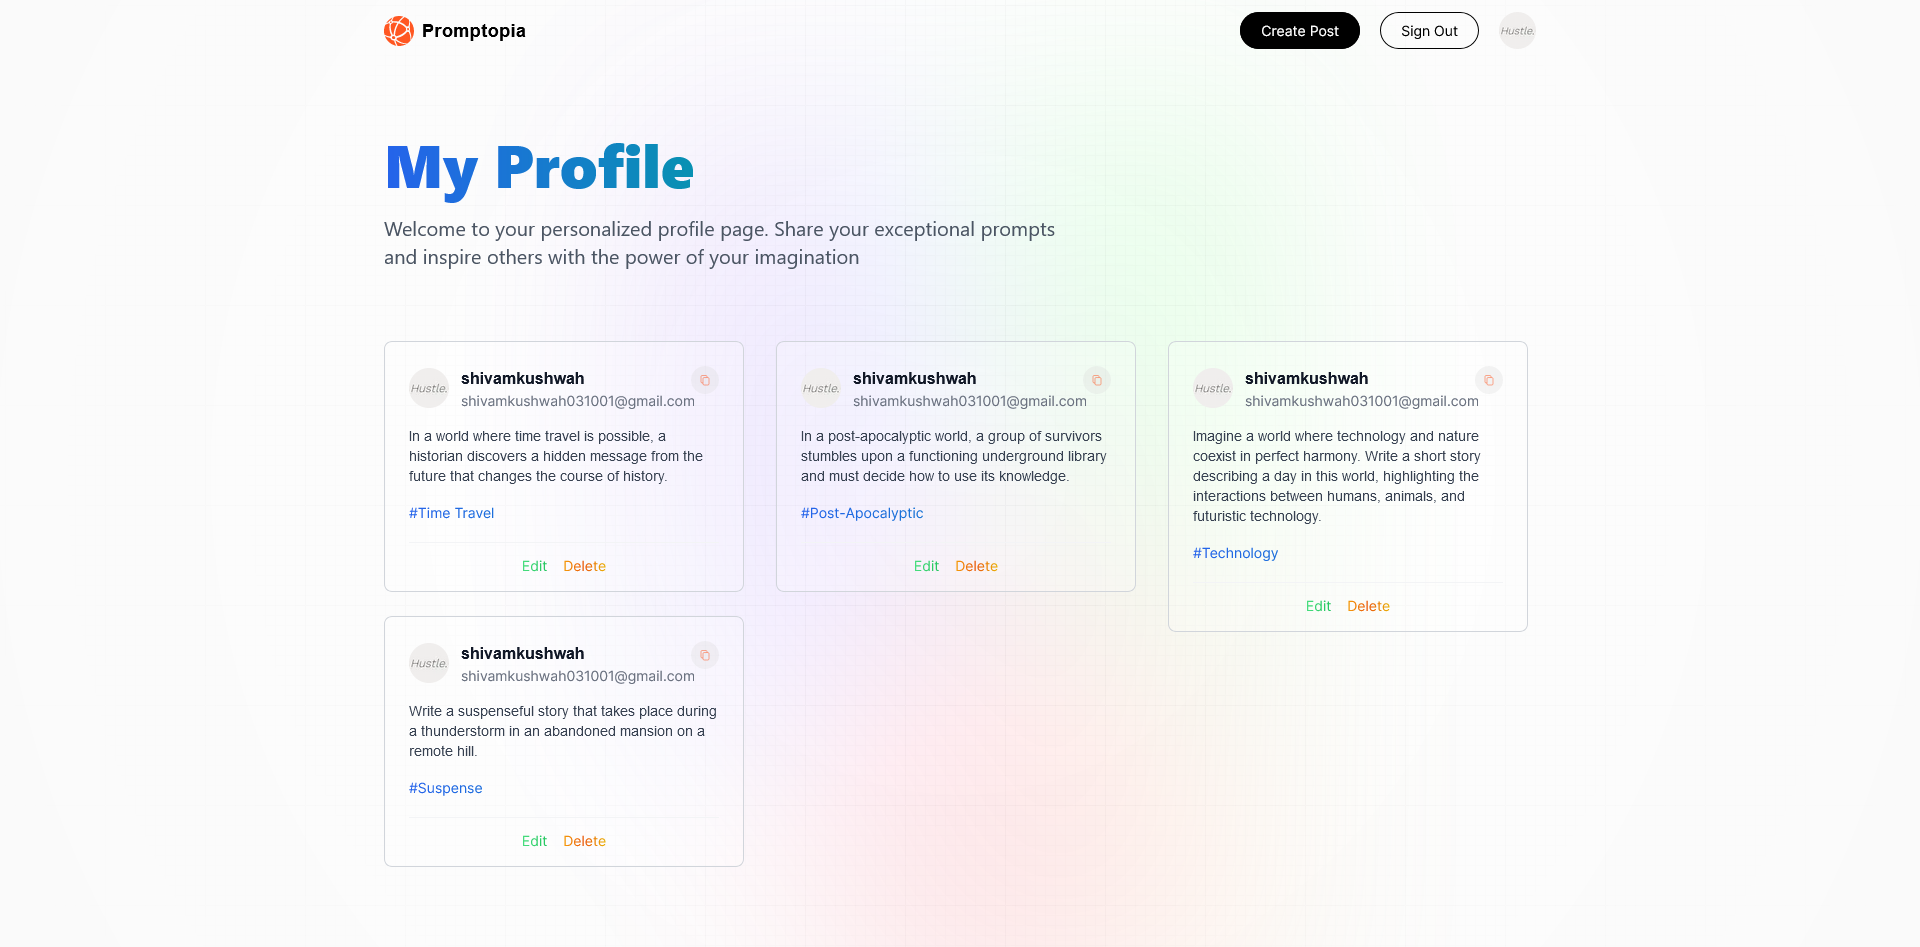 Promptopia
Create Post
Sign Out
Hustle.
My Profile
Welcome to your personalized profile page. Share your exceptional prompts
and inspire others with the power of your imagination
Hustle.
shivamkushwah
shivamkushwah031001@gmail.com
In a world where time travel is possible, a
historian discovers a hidden message from the
future that changes the course of history.
#Time Travel
Edit
Delete
Hustle.
shivamkushwah
shivamkushwah031001@gmail.com
In a post-apocalyptic world, a group of survivors
stumbles upon a functioning underground library
and must decide how to use its knowledge.
#Post-Apocalyptic
Edit
Delete
Hustle.
shivamkushwah
shivamkushwah031001@gmail.com
Imagine a world where technology and nature
coexist in perfect harmony. Write a short story
describing a day in this world, highlighting the
interactions between humans, animals, and
futuristic technology.
#Technology
Edit
Delete
Hustle.
shivamkushwah
shivamkushwah031001@gmail.com
Write a suspenseful story that takes place during
a thunderstorm in an abandoned mansion on a
remote hill.
#Suspense
Edit
Delete